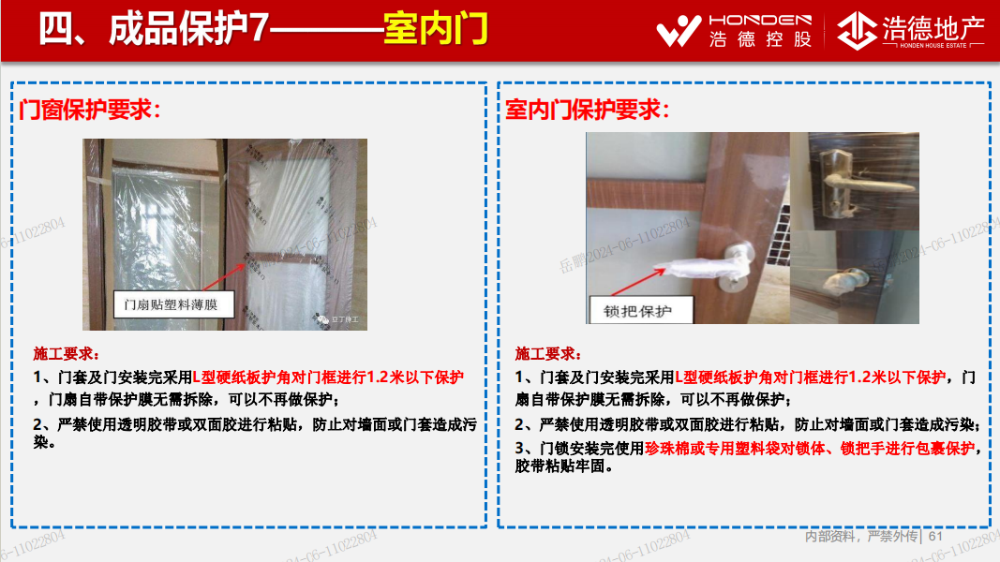 四、成品保护7————室内门
HONDEN
浩德控股
浩德地产
HONDEN HOUSE ESTATE
门窗保护要求：
门扇贴塑料薄膜
施工要求：
1、门套及门安装完采用L型硬纸板护角对门框进行1.2米以下保护
，门扇自带保护膜无需拆除，可以不再做保护；
2、严禁使用透明胶带或双面胶进行粘贴，防止对墙面或门套造成污
染。
室内门保护要求：
锁把保护
施工要求：
1、门套及门安装完采用L型硬纸板护角对门框进行1.2米以下保护，门
扇自带保护膜无需拆除，可以不再做保护；
2、严禁使用透明胶带或双面胶进行粘贴，防止对墙面或门套造成污染；
3、门锁安装完使用珍珠棉或专用塑料袋对锁体、锁把手进行包裹保护，
胶带粘贴牢固。
岳鹏2024-06-11022804
内部资料，严禁外传| 61